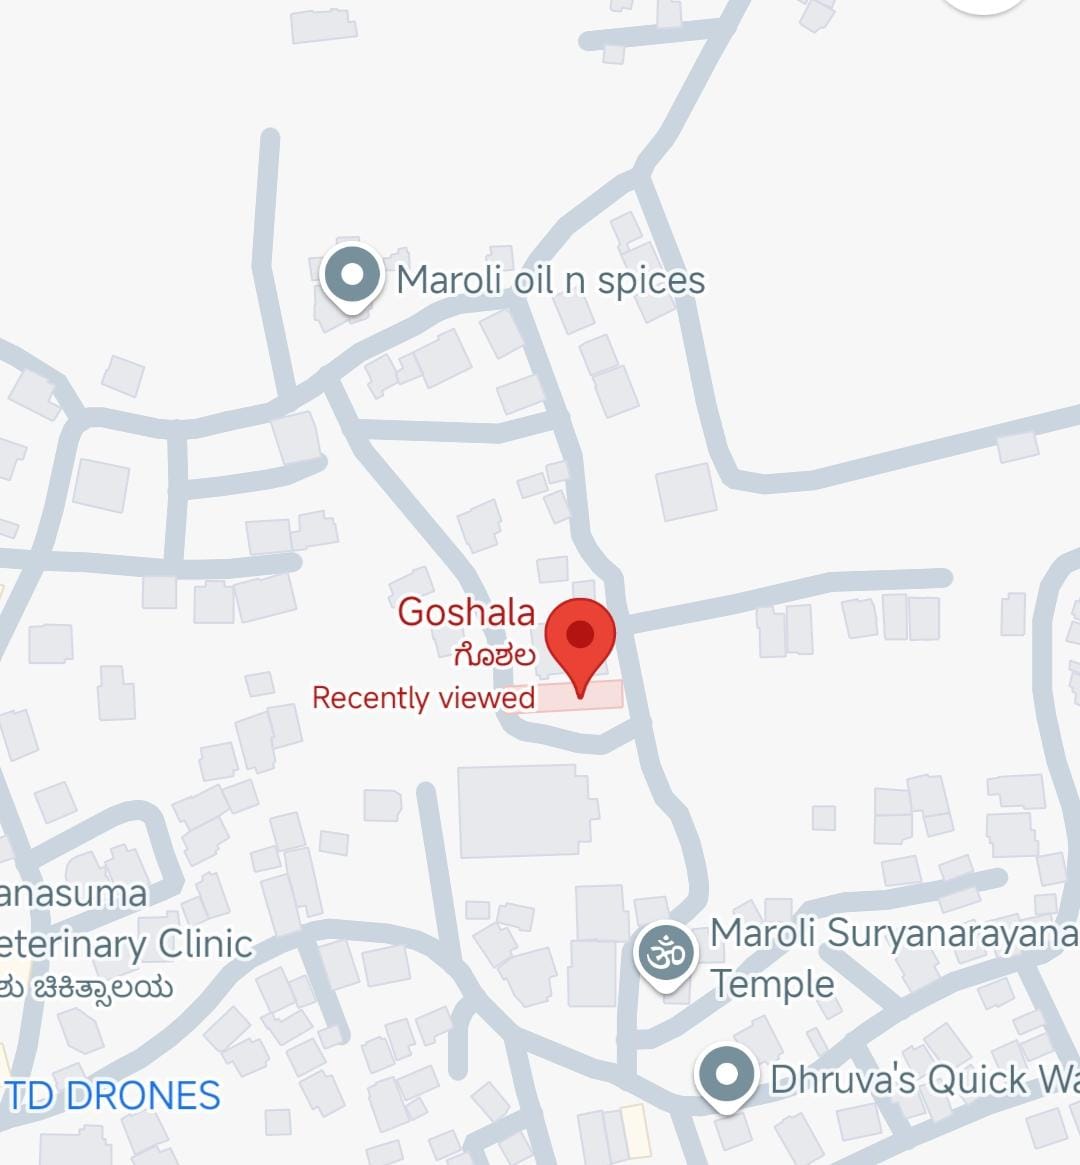 Maroli oil n spices
Goshala
ಗೊಶಲ
Recently viewed
anasuma
eterinary Clinic
ಶು ಚಿಕಿತ್ಸಾಲಯ
Maroli Suryanarayana
Temple
TD DRONES
Dhruva's Quick Wa